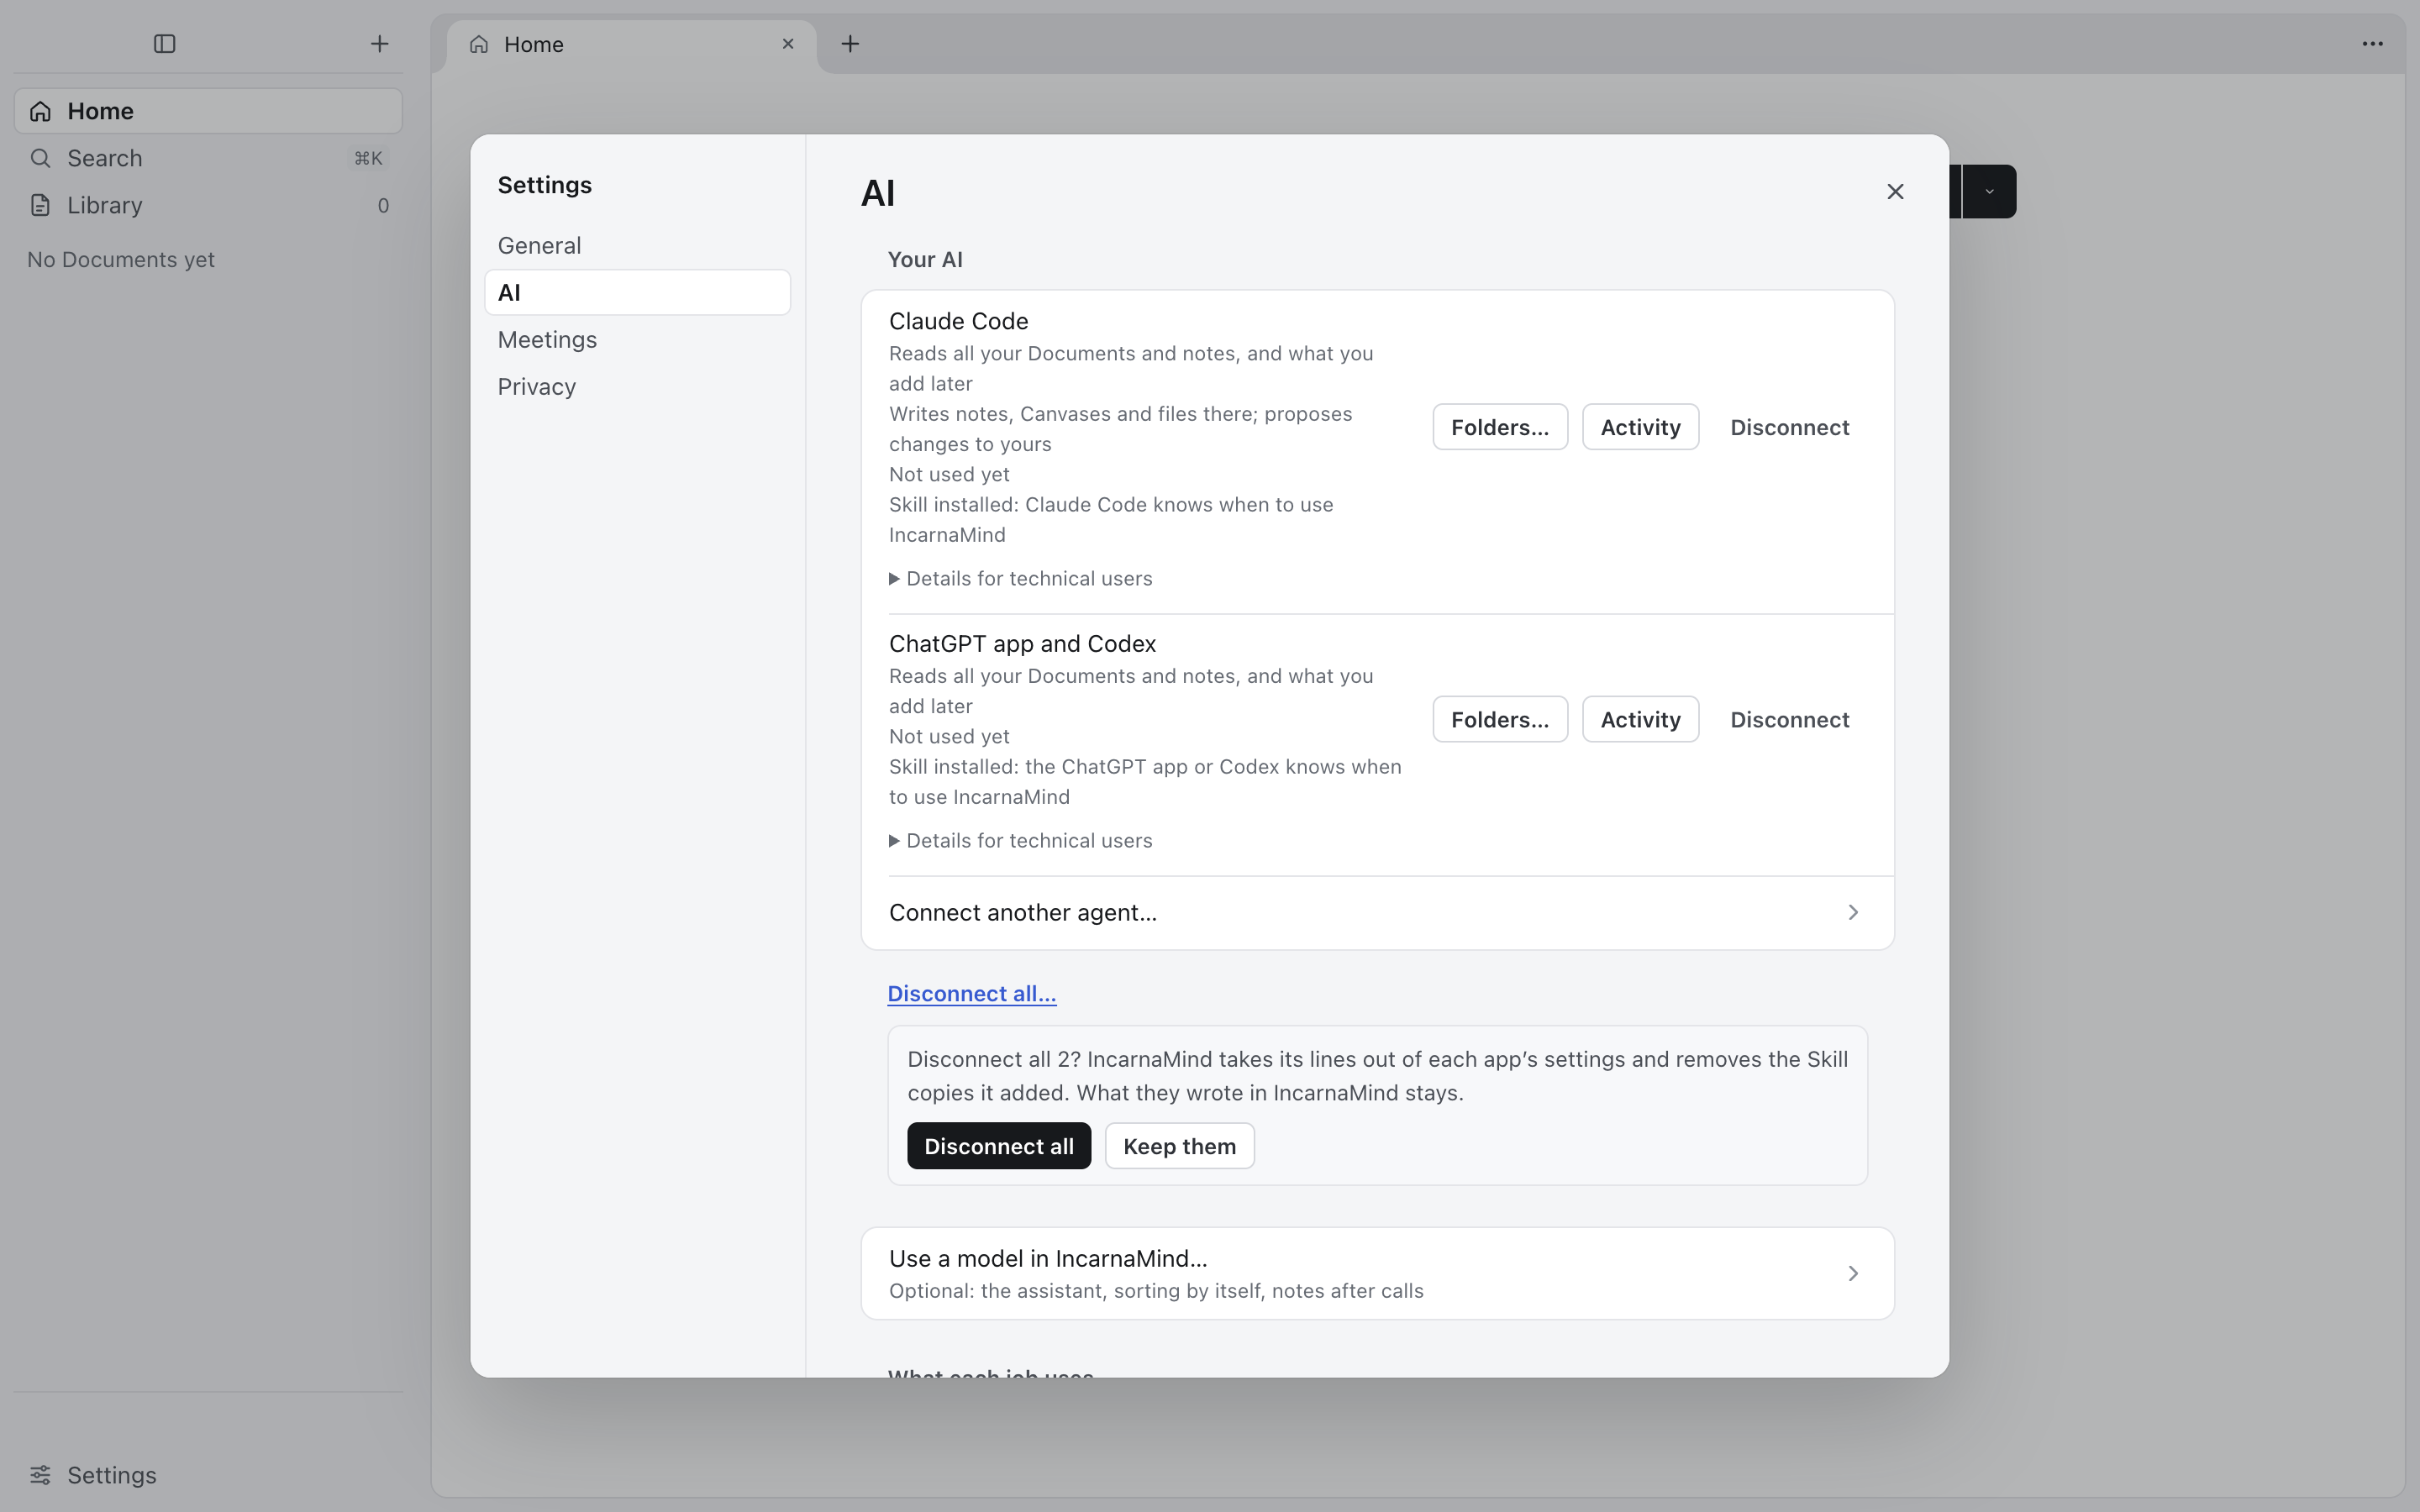 Home
Home
Search ⌘K
Library 0
No Documents yet
Settings
Settings
General
AI
Meetings
Privacy
AI
Your AI
Claude Code
Reads all your Documents and notes, and what you
add later
Writes notes, Canvases and files there; proposes
changes to yours
Not used yet
Skill installed: Claude Code knows when to use
IncarnaMind
Folders... Activity Disconnect
Details for technical users
ChatGPT app and Codex
Reads all your Documents and notes, and what you
add later
Not used yet
Skill installed: the ChatGPT app or Codex knows when
to use IncarnaMind
Folders... Activity Disconnect
Details for technical users
Connect another agent...
Disconnect all...
Disconnect all 2? IncarnaMind takes its lines out of each app’s settings and removes the Skill
copies it added. What they wrote in IncarnaMind stays.
Disconnect all Keep them
Use a model in IncarnaMind...
Optional: the assistant, sorting by itself, notes after calls
What each job uses